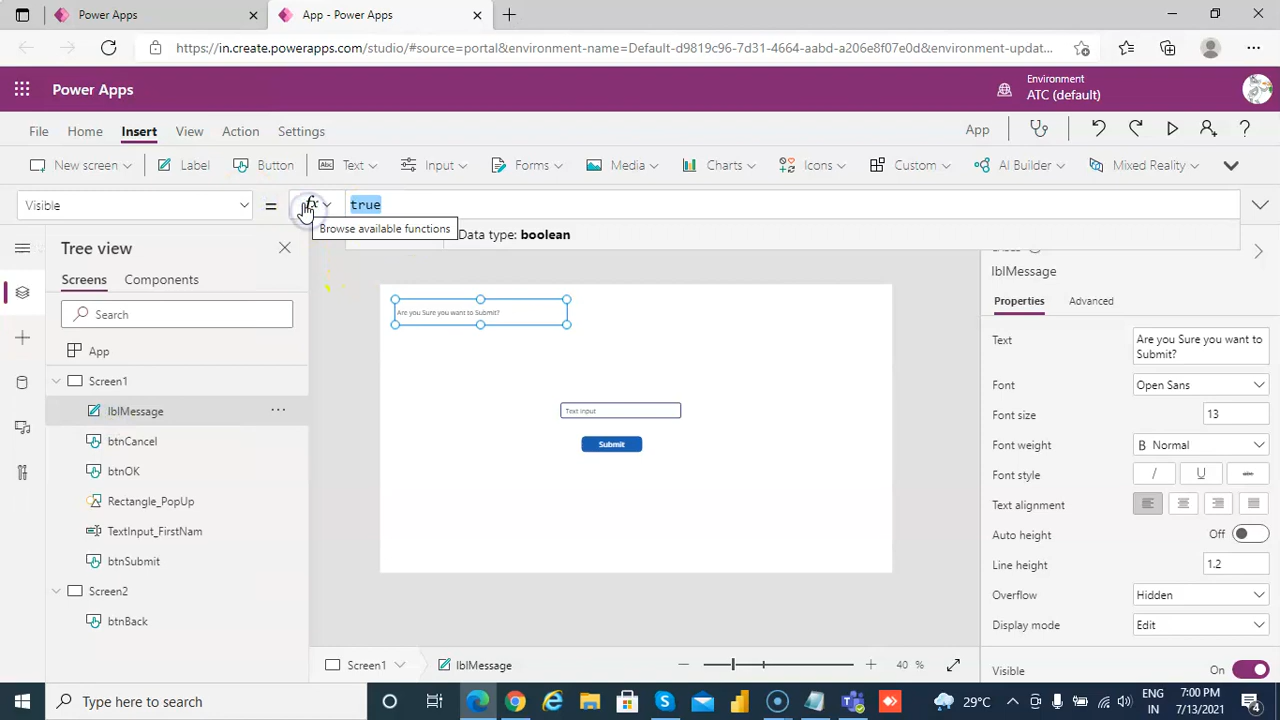 Power Apps
App - Power Apps
https://in.create.powerapps.com/studio/#source=portal&environment-name=Default-d9819c96-7d31-4664-aabd-a206e8f07e0d&environment-updat...
Power Apps
Environment
ATC (default)
File Home Insert View Action Settings App
New screen Label Button Abc Text Input Forms Media Charts Icons Custom AI Builder Mixed Reality
Visible = fx true
Browse available functions
Data type: boolean
Tree view
Screens Components
Search
App
Screen1
lblMessage
btnCancel
btnOK
Rectangle_PopUp
TextInput_FirstNam
btnSubmit
Screen2
btnBack
Are you Sure you want to Submit?
Text input
Submit
lblMessage
Properties Advanced
Text Are you Sure you want to Submit?
Font Open Sans
Font size 13
Font weight B Normal
Font style / U abc
Text alignment
Auto height Off
Line height 1.2
Overflow Hidden
Display mode Edit
Visible On
Screen1 lblMessage 40 %
Type here to search
29°C
ENG
IN
7:00 PM
7/13/2021
4